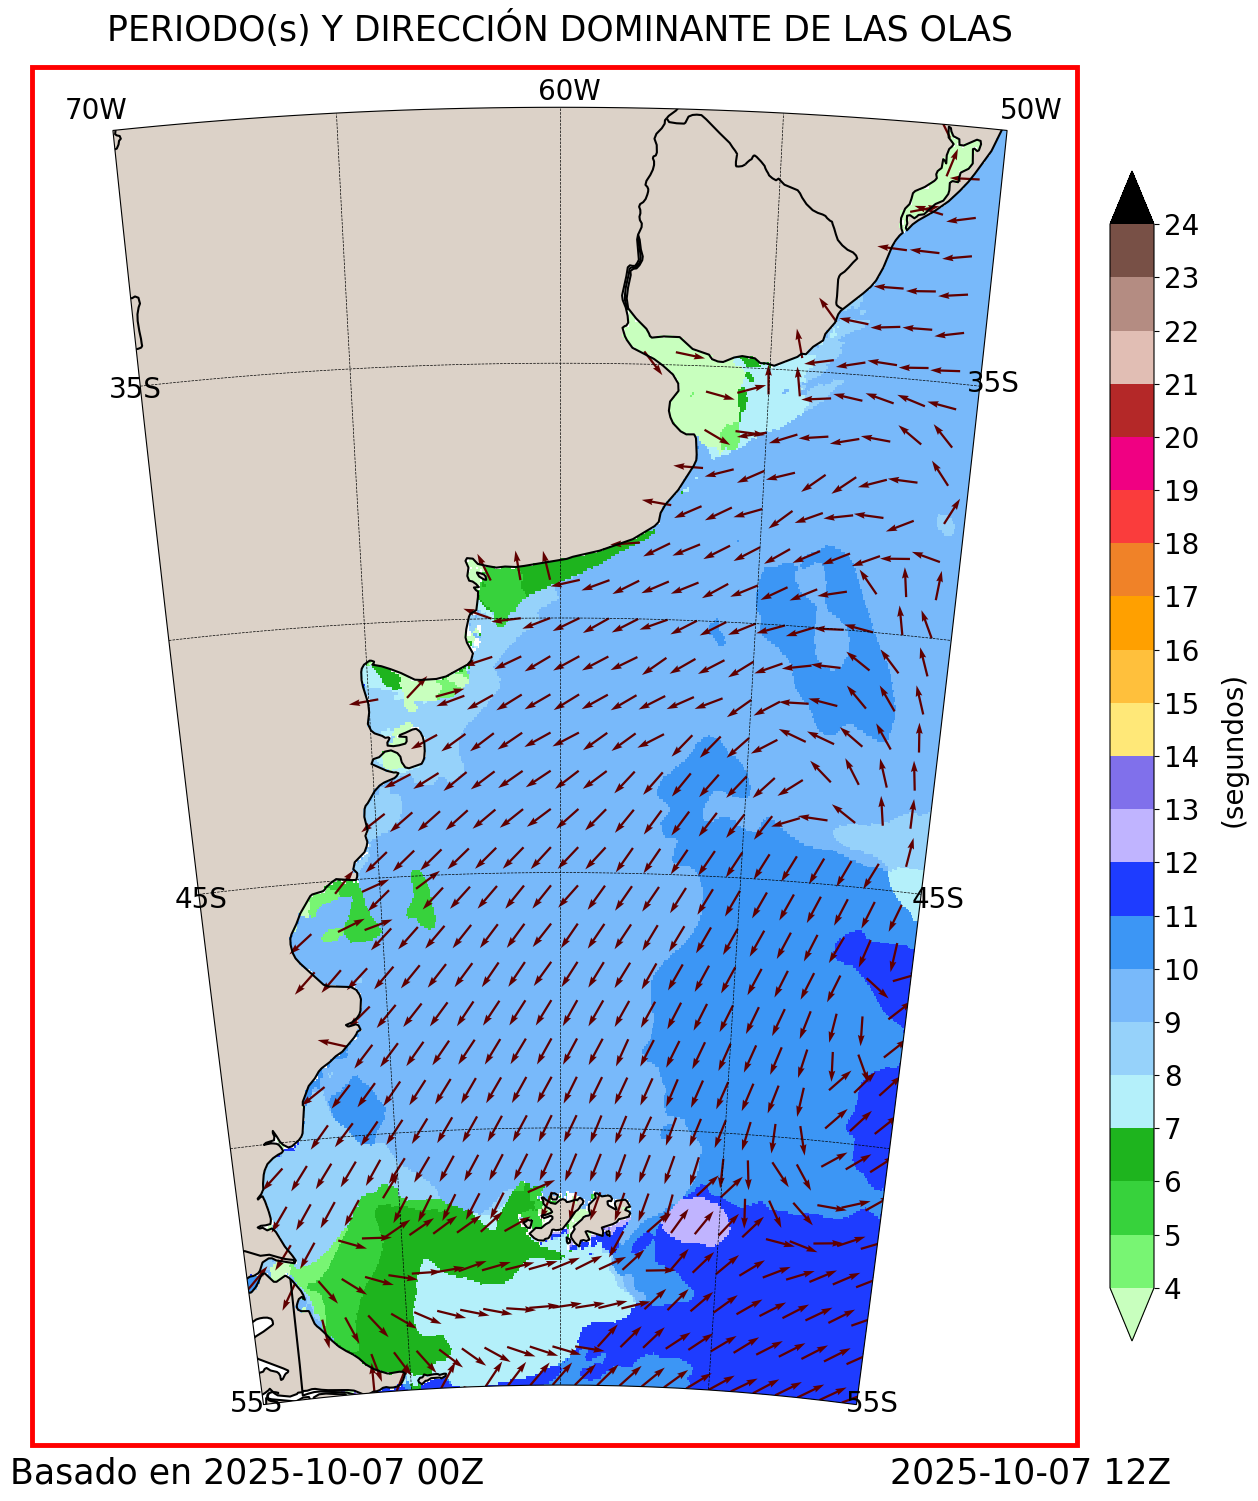 PERIODO(s) Y DIRECCIÓN DOMINANTE DE LAS OLAS
70W
60W
50W
35S
35S
45S
45S
55S
55S
24
23
22
21
20
19
18
17
16
15
14
13
12
11
10
9
8
7
6
5
4
(segundos)
Basado en 2025-10-07 00Z
2025-10-07 12Z